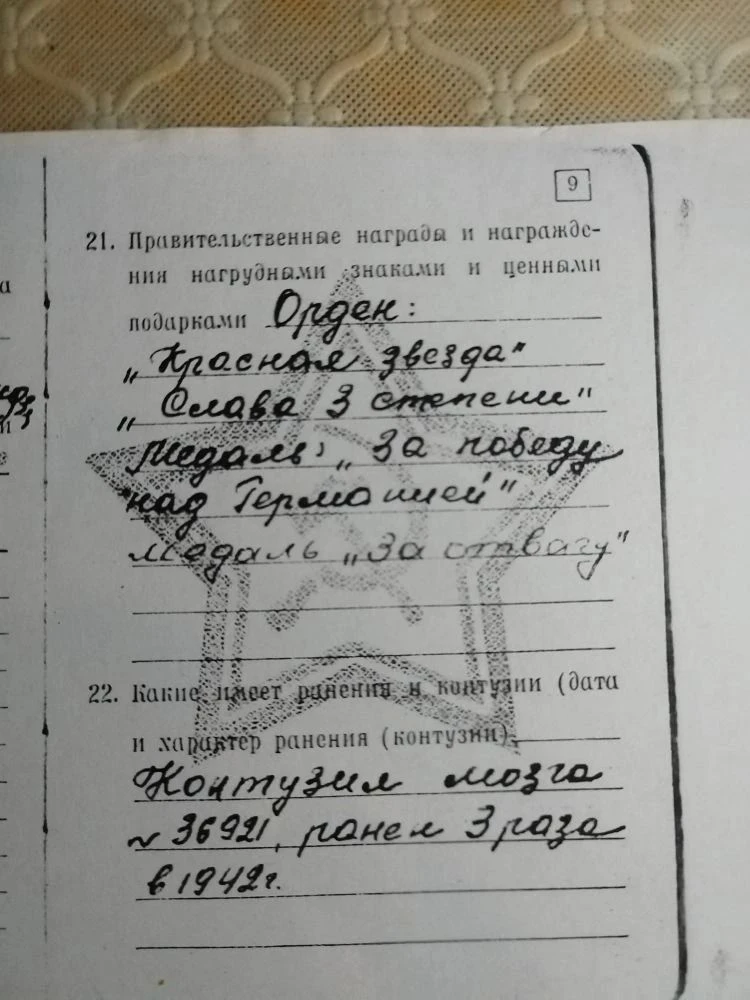 9
21. Правительственные награды и награжде-
ния нагрудными знаками и ценными
подарками Орден:
„Красная звезда"
„Слава 3 степени"
Медаль: „За победу
над Германией"
Медаль „За отвагу"
22. Какие имеет ранения и контузии (дата
и характер ранения (контузии)
Контузия мозга
№ 36921, ранен 3 раза
в 1942г.